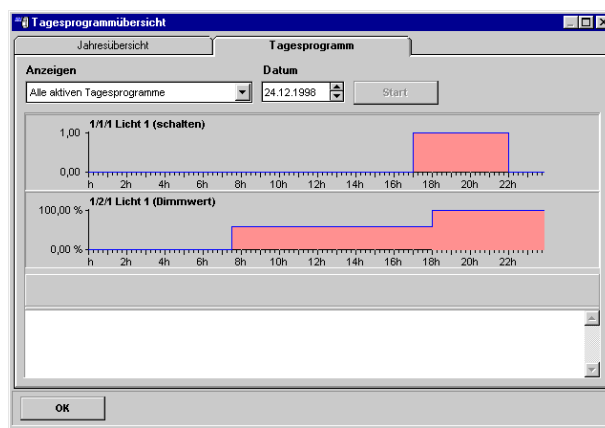 Tagesprogrammübersicht
Jahresübersicht Tagesprogramm
Anzeigen Datum
Alle aktiven Tagesprogramme 24.12.1998 Start
1/1/1 Licht 1 (schalten)
1,00
0,00
h 2h 4h 6h 8h 10h 12h 14h 16h 18h 20h 22h
1/2/1 Licht 1 (Dimmwert)
100,00 %
0,00 %
h 2h 4h 6h 8h 10h 12h 14h 16h 18h 20h 22h
OK